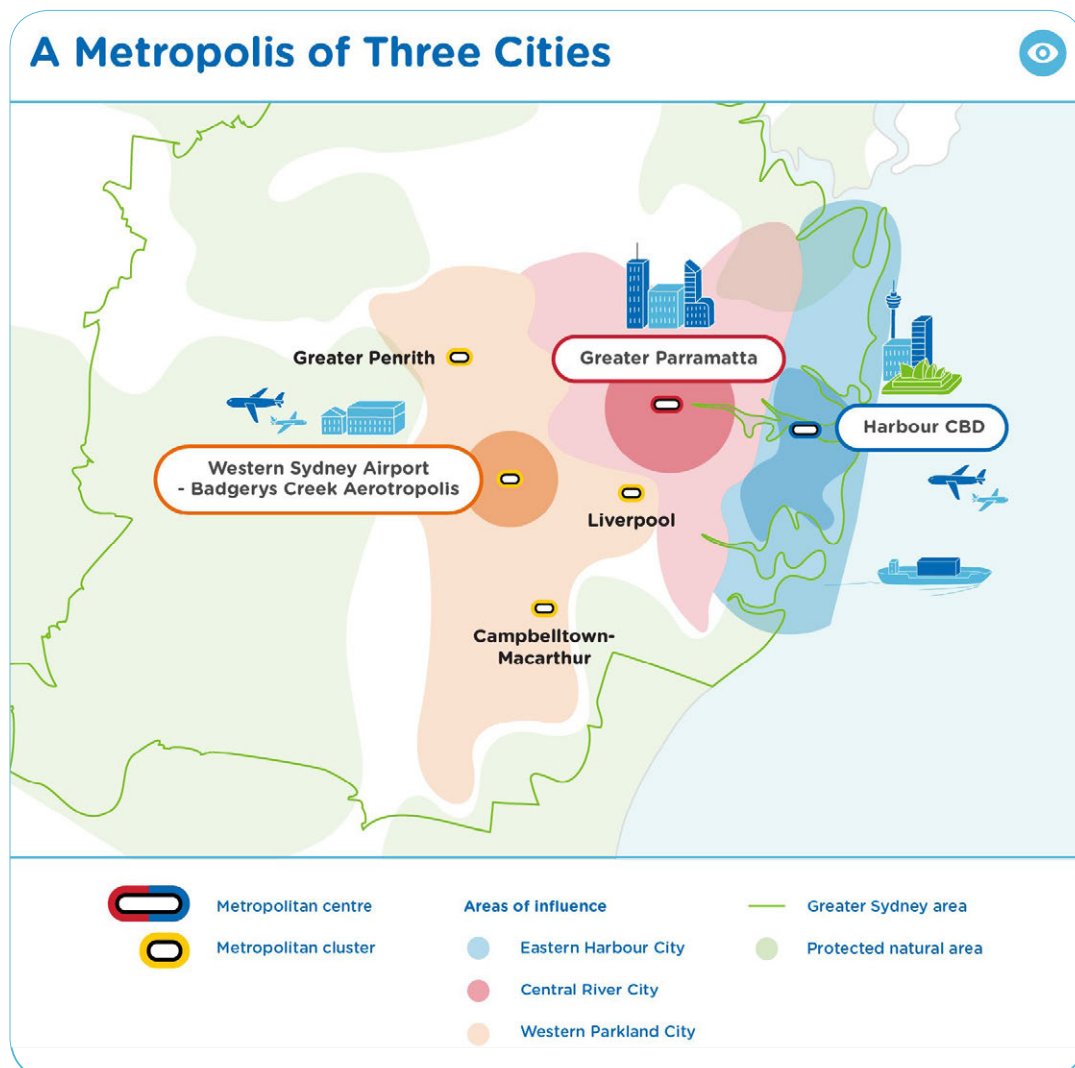 A Metropolis of Three Cities
Greater Penrith
Greater Parramatta
Harbour CBD
Western Sydney Airport
- Badgerys Creek Aerotropolis
Liverpool
Campbelltown-
Macarthur
Metropolitan centre
Metropolitan cluster
Areas of influence
Eastern Harbour City
Central River City
Western Parkland City
Greater Sydney area
Protected natural area